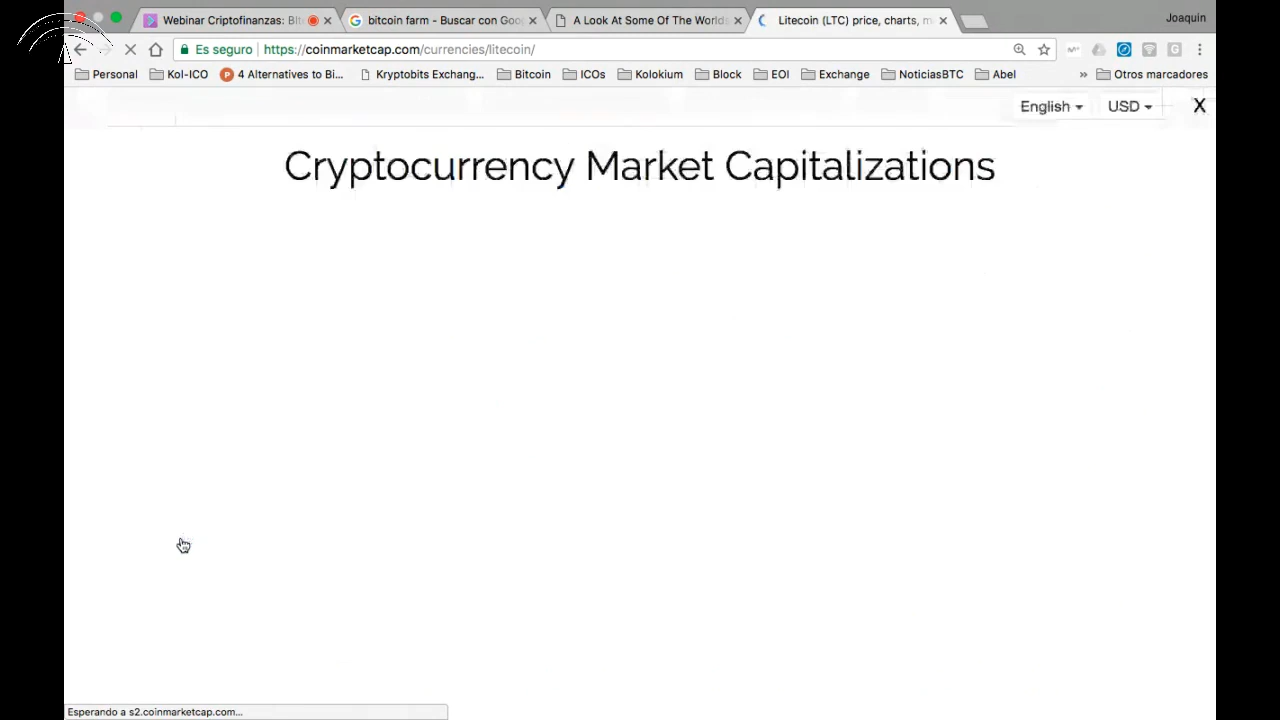 Webinar Criptofinanzas: Bit
bitcoin farm - Buscar con Goo
A Look At Some Of The Worlds
Litecoin (LTC) price, charts, m
Joaquin
Es seguro
https://coinmarketcap.com/currencies/litecoin/
Personal
Kol-ICO
4 Alternatives to Bi...
Kryptobits Exchang...
Bitcoin
ICOs
Kolokium
Block
EOI
Exchange
NoticiasBTC
Abel
»
Otros marcadores
English
USD
X
Cryptocurrency Market Capitalizations
Esperando a s2.coinmarketcap.com...